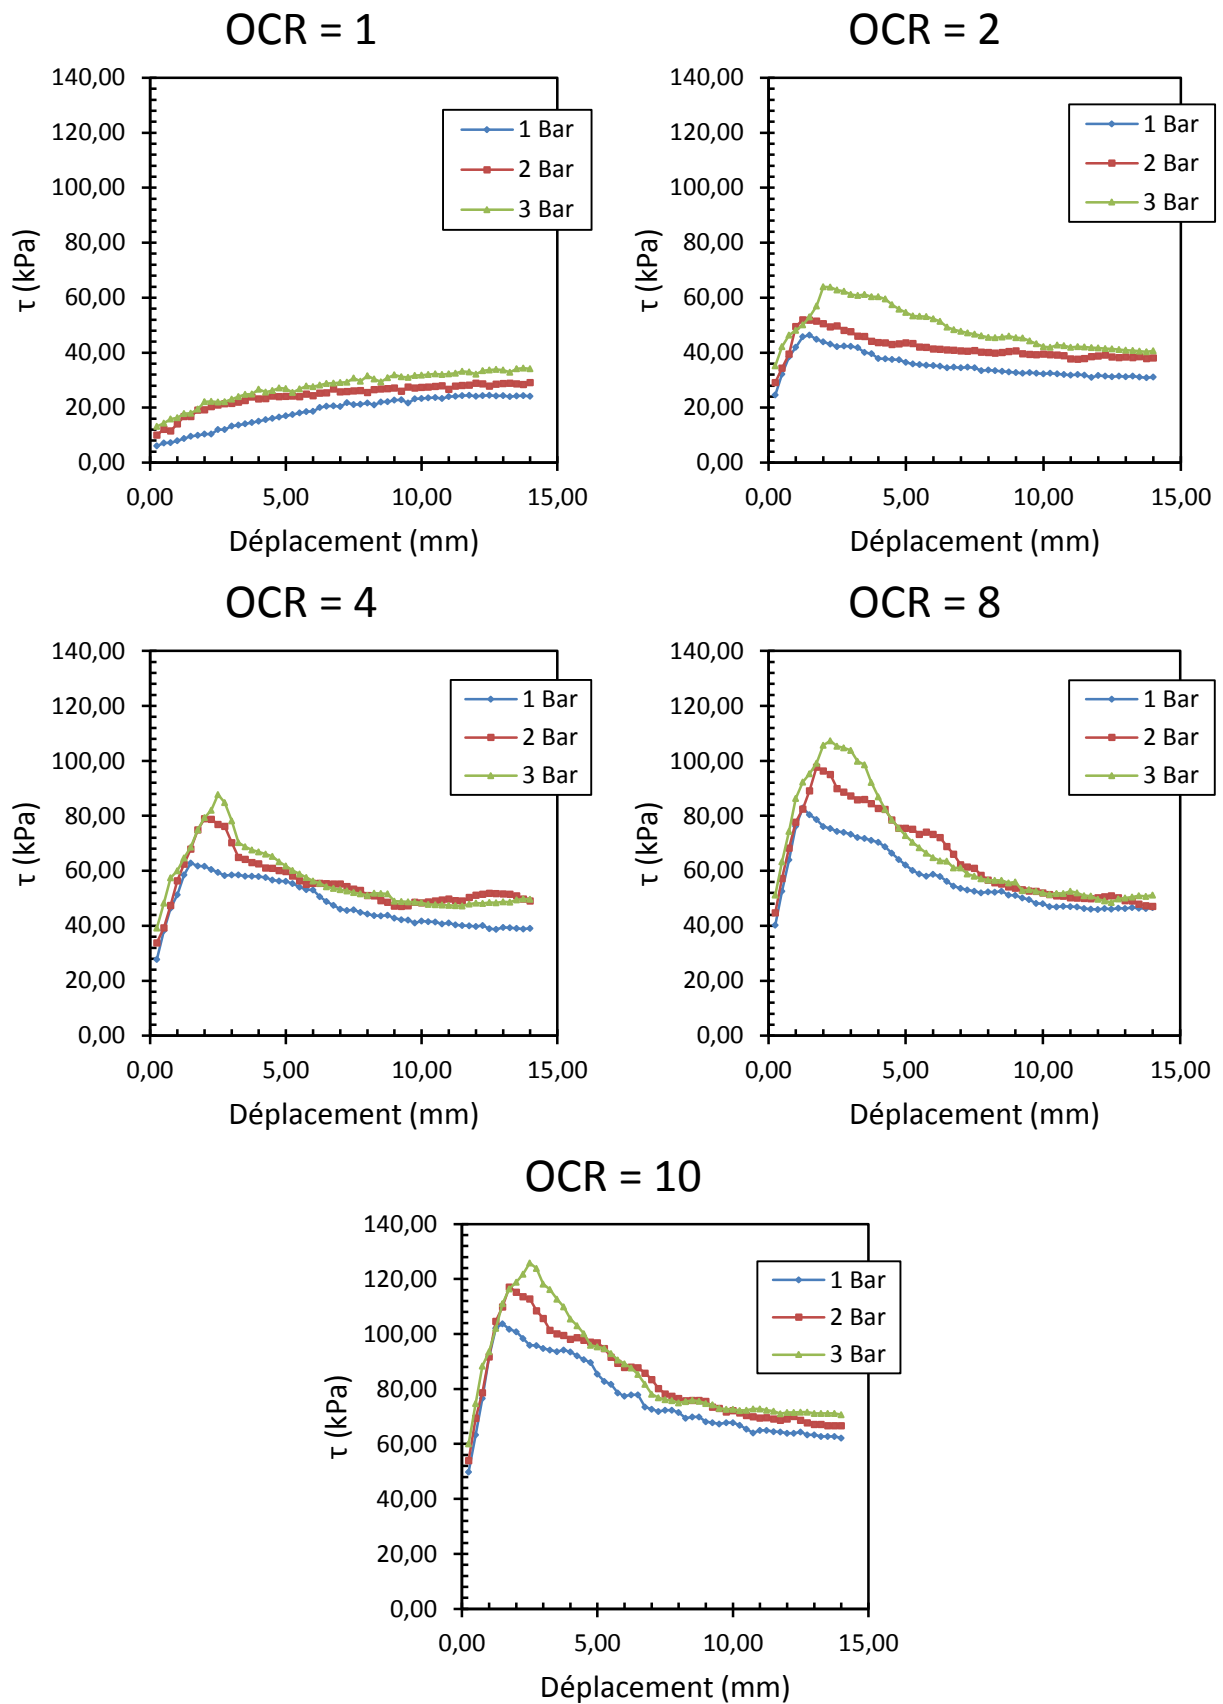 OCR = 1
140,00
120,00
100,00
80,00
60,00
40,00
20,00
0,00
τ (kPa)
1 Bar
2 Bar
3 Bar
0,00 5,00 10,00 15,00
Déplacement (mm)
OCR = 2
140,00
120,00
100,00
80,00
60,00
40,00
20,00
0,00
τ (kPa)
1 Bar
2 Bar
3 Bar
0,00 5,00 10,00 15,00
Déplacement (mm)
OCR = 4
140,00
120,00
100,00
80,00
60,00
40,00
20,00
0,00
τ (kPa)
1 Bar
2 Bar
3 Bar
0,00 5,00 10,00 15,00
Déplacement (mm)
OCR = 8
140,00
120,00
100,00
80,00
60,00
40,00
20,00
0,00
τ (kPa)
1 Bar
2 Bar
3 Bar
0,00 5,00 10,00 15,00
Déplacement (mm)
OCR = 10
140,00
120,00
100,00
80,00
60,00
40,00
20,00
0,00
τ (kPa)
1 Bar
2 Bar
3 Bar
0,00 5,00 10,00 15,00
Déplacement (mm)